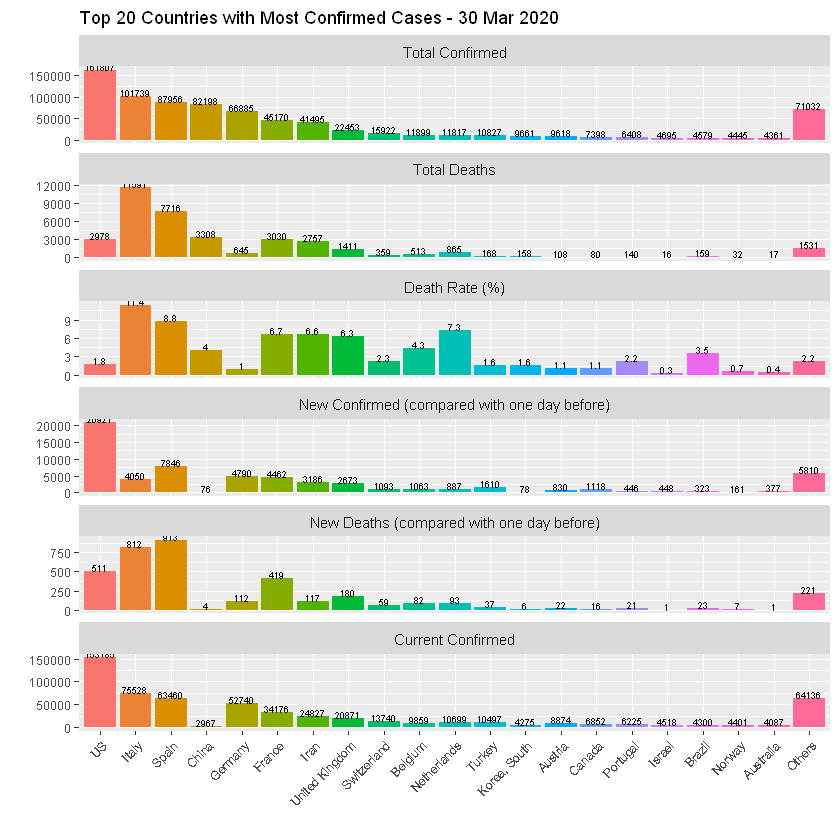 Top 20 Countries with Most Confirmed Cases - 30 Mar 2020
Total Confirmed
150000
100000
50000
0
161807 101739 87956 82198 66885 45170 41495 22453 15922 11899 11817 10827 9661 9618 7398 6408 4695 4579 4445 4361 71032
Total Deaths
12000
9000
6000
3000
0
2978 11591 7716 3308 645 3030 2757 1411 359 513 865 168 158 108 80 140 16 159 32 17 1531
Death Rate (%)
9
6
3
0
1.8 11.4 8.8 4 1 6.7 6.6 6.3 2.3 4.3 7.3 1.6 1.6 1.1 1.1 2.2 0.3 3.5 0.7 0.4 2.2
New Confirmed (compared with one day before)
20000
15000
10000
5000
0
20921 4050 7846 76 4790 4462 3186 2673 1093 1063 887 1610 78 830 1118 446 448 323 161 377 5810
New Deaths (compared with one day before)
750
500
250
0
511 812 913 4 112 419 117 180 59 82 93 37 6 22 16 21 1 23 7 1 221
Current Confirmed
150000
100000
50000
0
153185 75528 63460 2967 52740 34176 24827 20871 13740 9859 10699 10497 4275 8874 6852 6225 4518 4300 4401 4087 64136
US Italy Spain China Germany France Iran United Kingdom Switzerland Belgium Netherlands Turkey Korea, South Austria Canada Portugal Israel Brazil Norway Australia Others